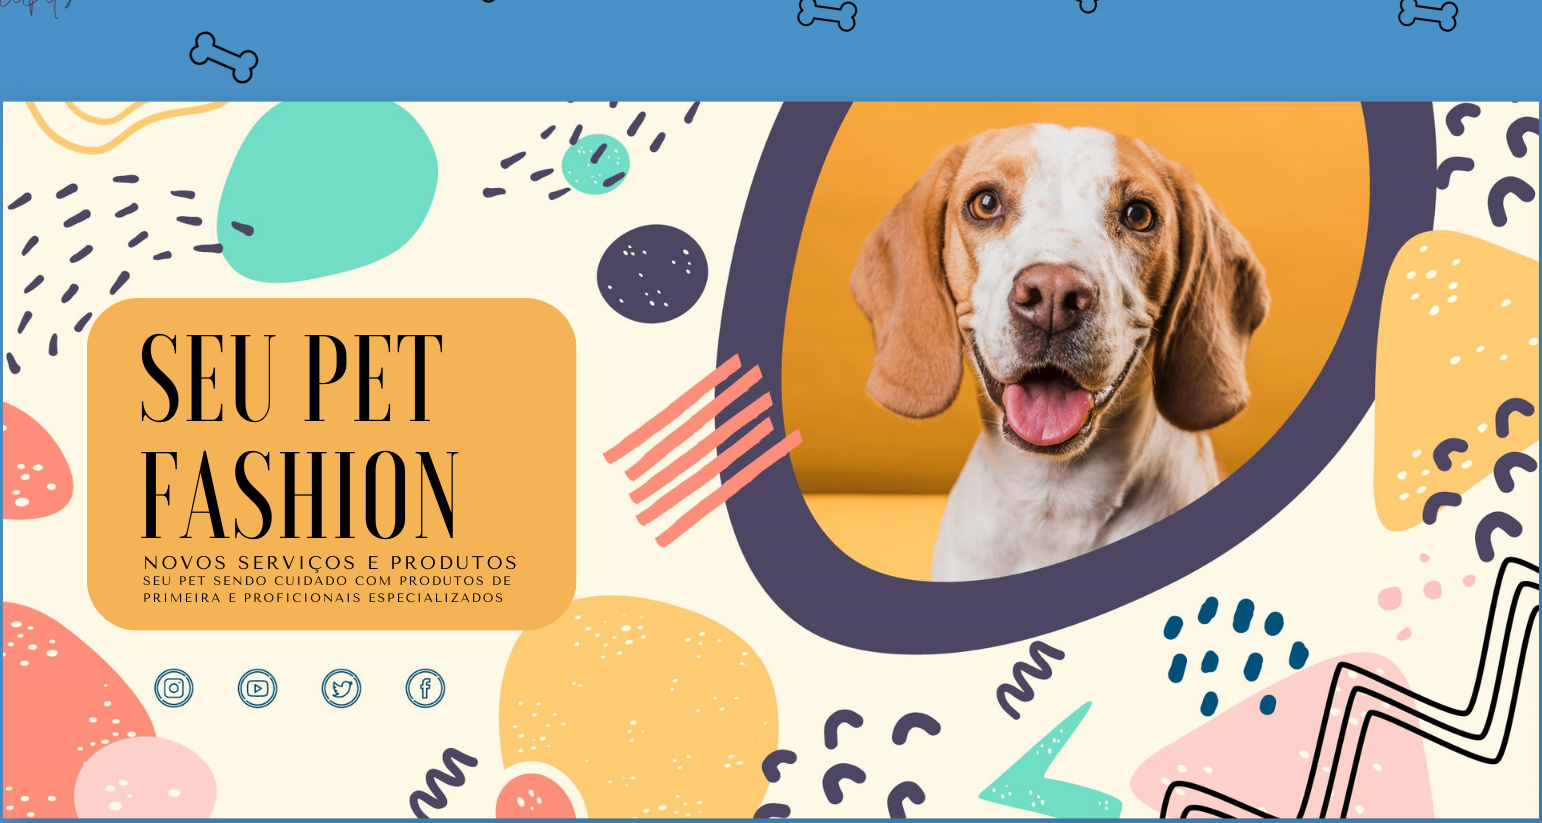 SEU PET
FASHION
NOVOS SERVIÇOS E PRODUTOS
SEU PET SENDO CUIDADO COM PRODUTOS DE
PRIMEIRA E PROFICIONAIS ESPECIALIZADOS